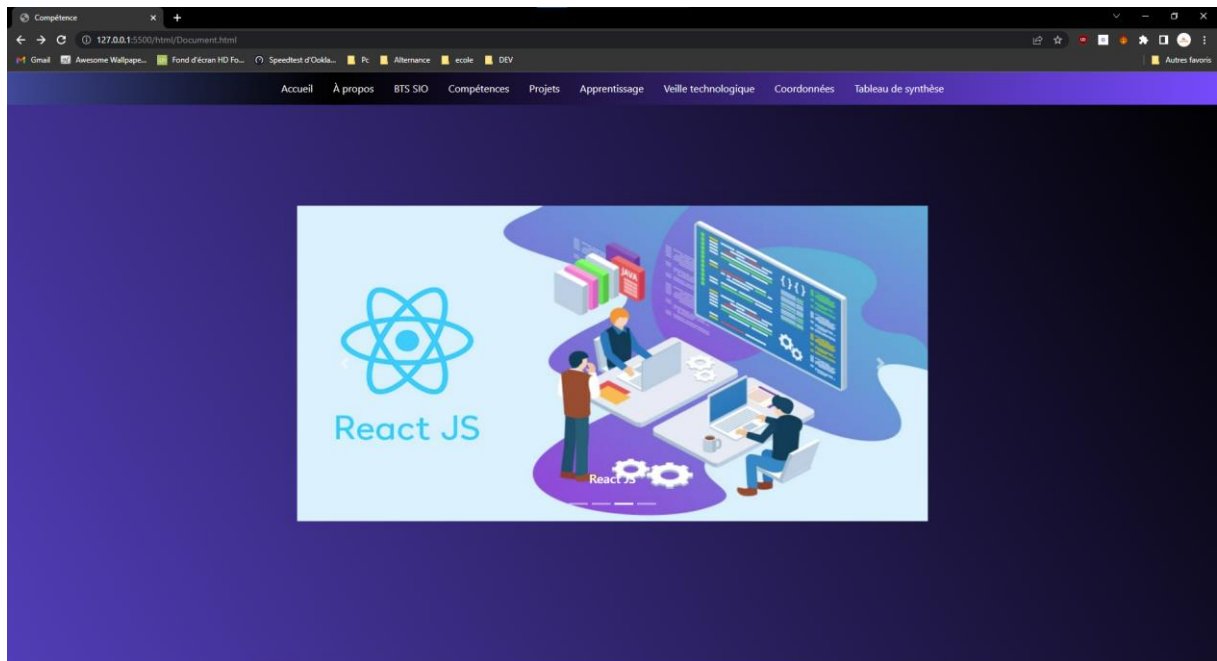 Compétence
127.0.0.1:5500/html/Document.html
Gmail Awesome Wallpape... Fond d'écran HD Fo... Speedtest d'Ookla... Pc Alternance ecole DEV Autres favoris
Accueil À propos BTS SIO Compétences Projets Apprentissage Veille technologique Coordonnées Tableau de synthèse
JAVA
React JS
React JS